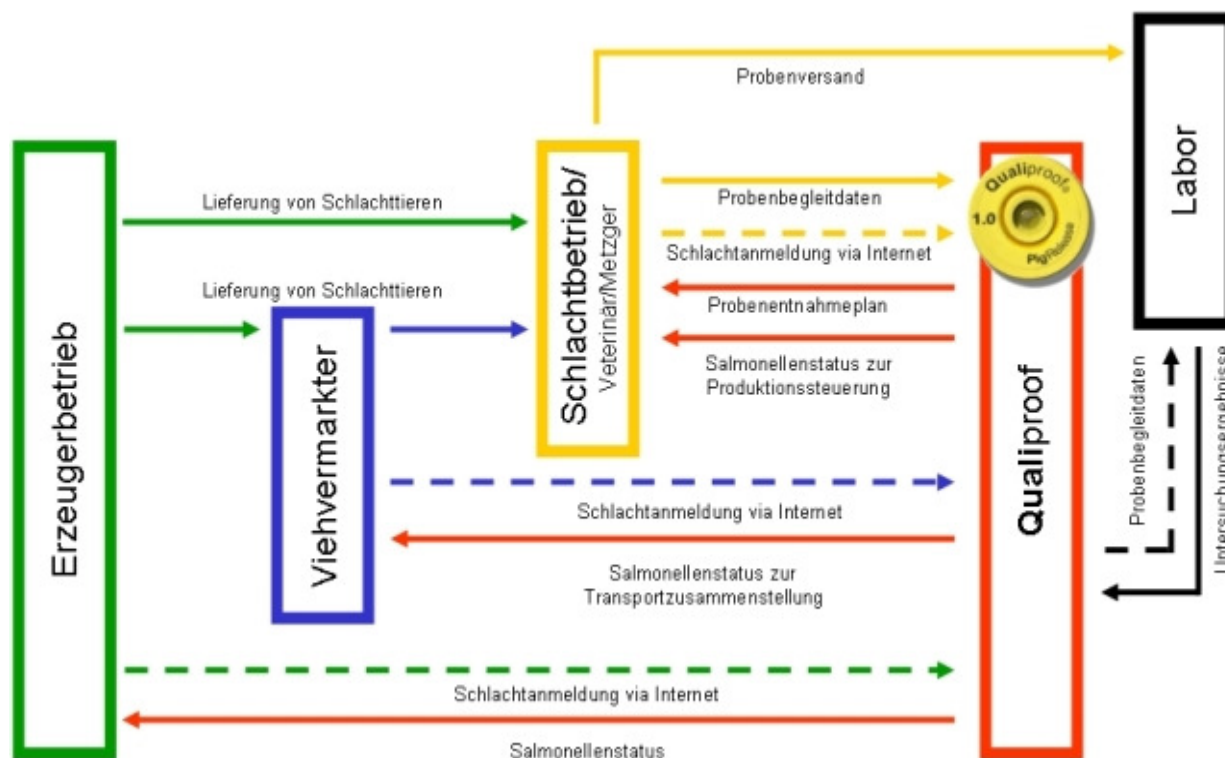 Probenversand
Labor
Erzeugerbetrieb
Lieferung von Schlachttieren
Lieferung von Schlachttieren
Viehvermarkter
Schlachtbetrieb/
Veterinär/Metzger
Probenbegleitdaten
Schlachtanmeldung via Internet
Probenentnahmeplan
Salmonellenstatus zur
Produktionssteuerung
Qualiproof®
1.0
PigRelease
Qualiproof
Probenbegleitdaten
Untersuchungsergebnisse
Schlachtanmeldung via Internet
Salmonellenstatus zur
Transportzusammenstellung
Schlachtanmeldung via Internet
Salmonellenstatus